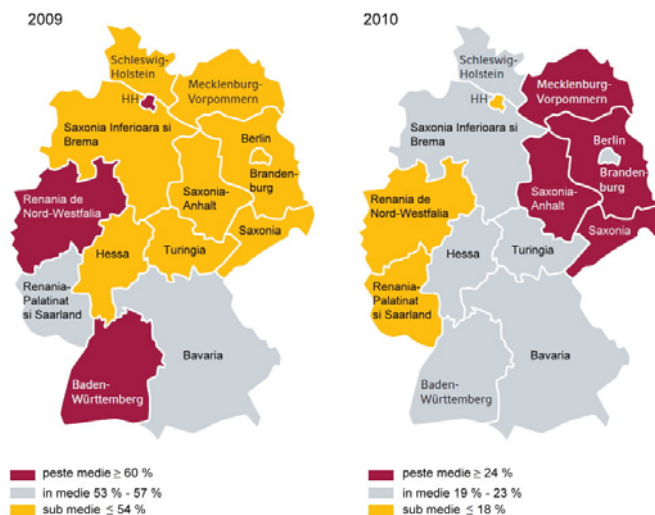 2009
Schleswig-
Holstein
Mecklenburg-
Vorpommern
HH
Saxonia Inferioara si
Brema
Berlin
Branden-
burg
Renania de
Nord-Westfalia
Saxonia-
Anhalt
Saxonia
Hessa
Turingia
Renania-
Palatinat
si Saarland
Bavaria
Baden-
Württemberg
peste medie ≥ 60 %
in medie 53 % - 57 %
sub medie ≤ 54 %
2010
Schleswig-
Holstein
Mecklenburg-
Vorpommern
HH
Saxonia Inferioara si
Brema
Berlin
Branden-
burg
Renania de
Nord-Westfalia
Saxonia-
Anhalt
Saxonia
Hessa
Turingia
Renania-
Palatinat
si Saarland
Bavaria
Baden-
Württemberg
peste medie ≥ 24 %
in medie 19 % - 23 %
sub medie ≤ 18 %